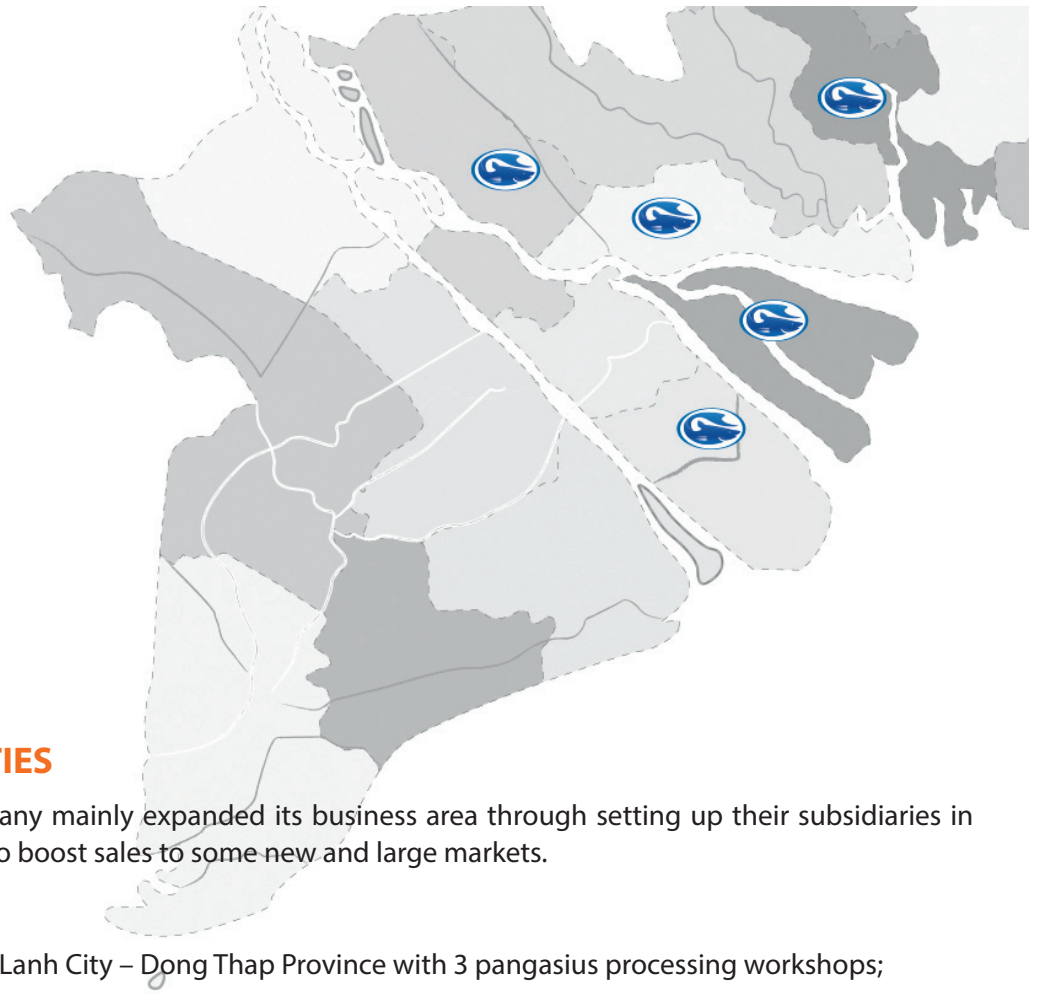 TIES
any mainly expanded its business area through setting up their subsidiaries in
o boost sales to some new and large markets.
Lanh City – Dong Thap Province with 3 pangasius processing workshops;